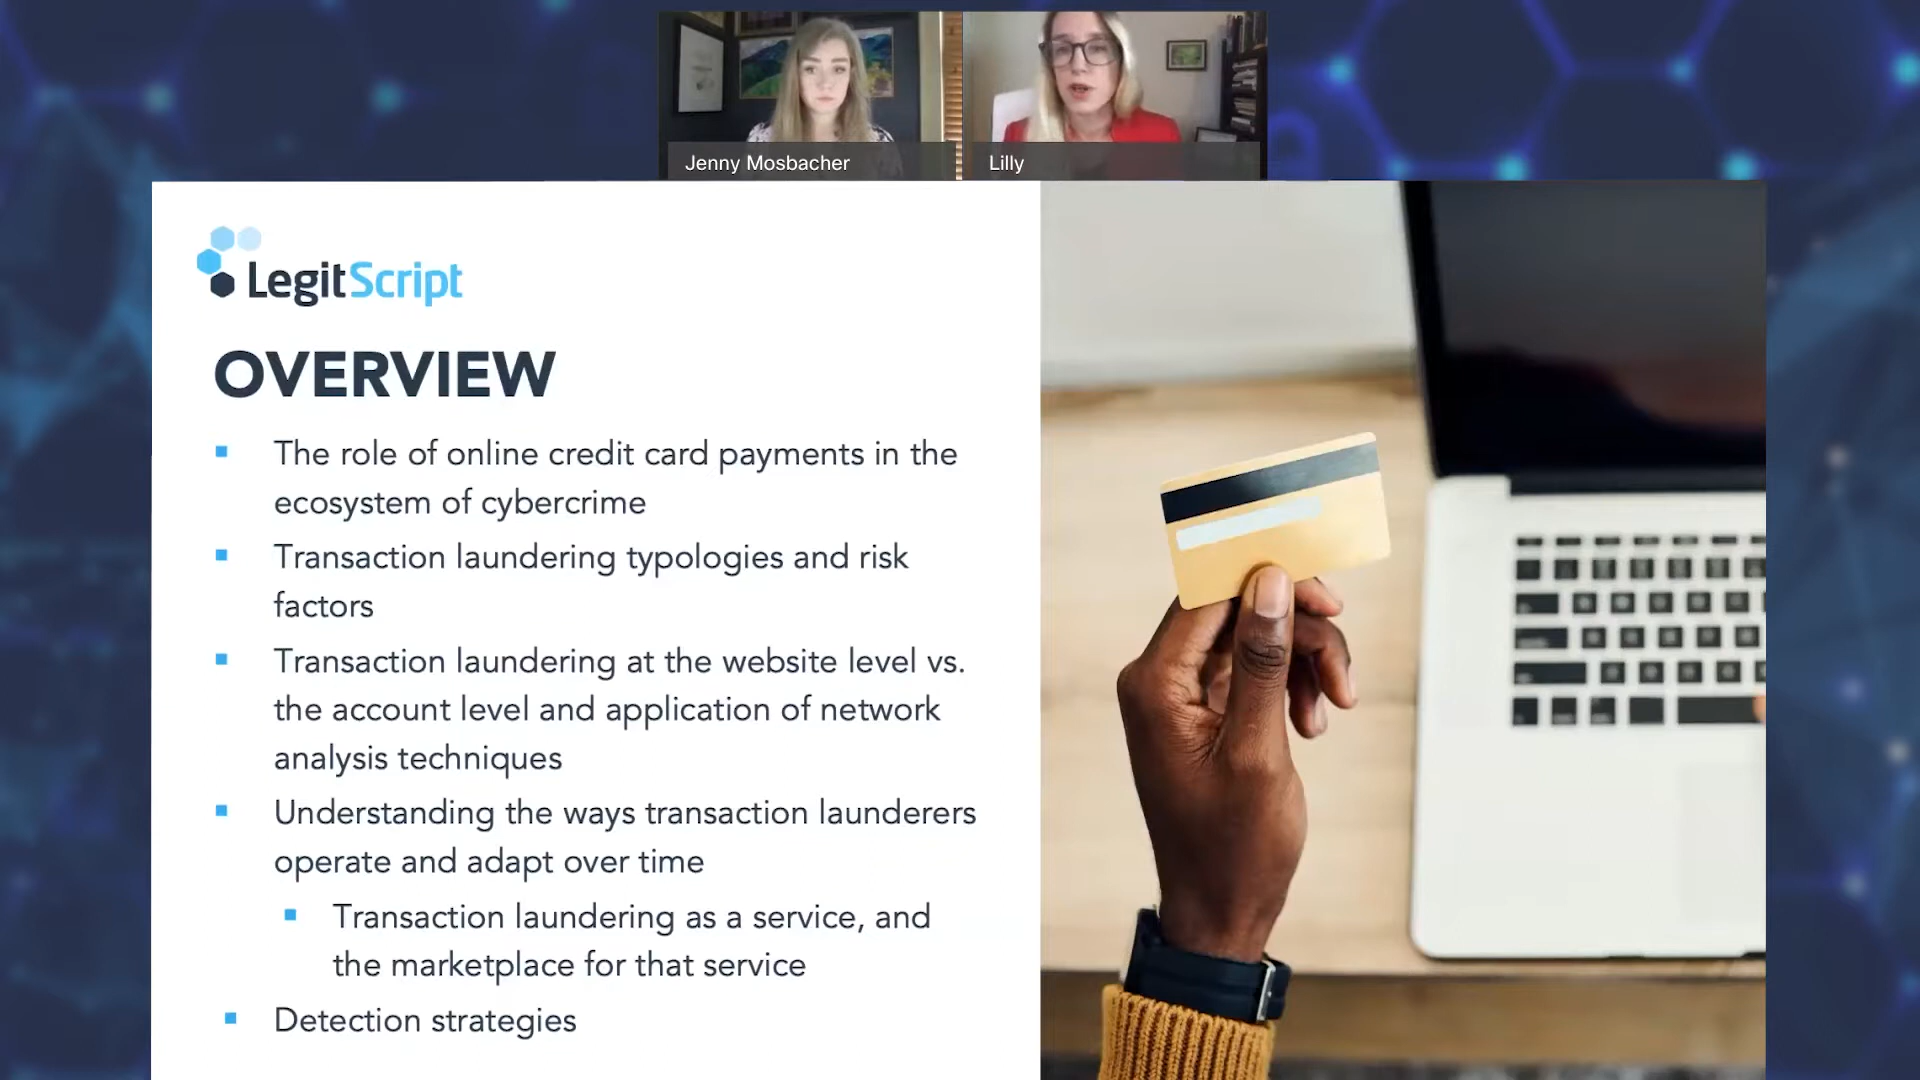 Jenny Mosbacher
Lilly
LegitScript
OVERVIEW
The role of online credit card payments in the
ecosystem of cybercrime
Transaction laundering typologies and risk
factors
Transaction laundering at the website level vs.
the account level and application of network
analysis techniques
Understanding the ways transaction launderers
operate and adapt over time
Transaction laundering as a service, and
the marketplace for that service
Detection strategies